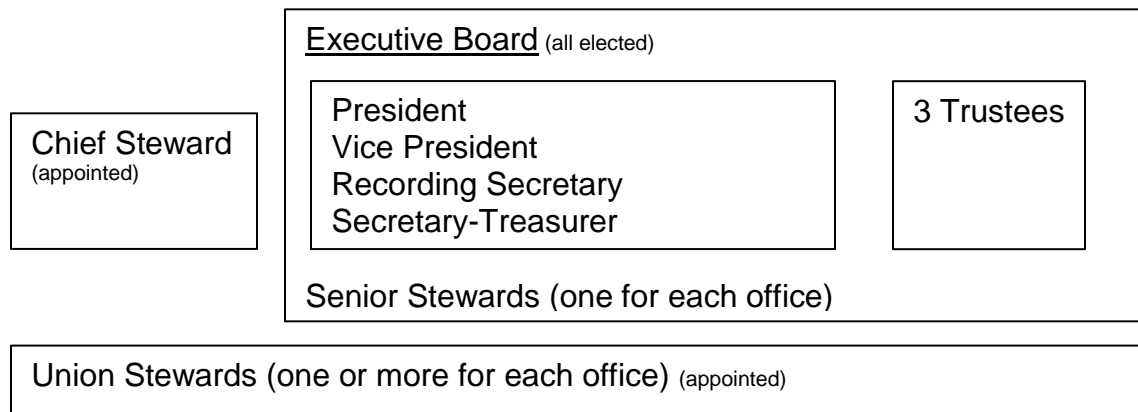 Executive Board (all elected)
Chief Steward
(appointed)
President
Vice President
Recording Secretary
Secretary-Treasurer
3 Trustees
Senior Stewards (one for each office)
Union Stewards (one or more for each office) (appointed)